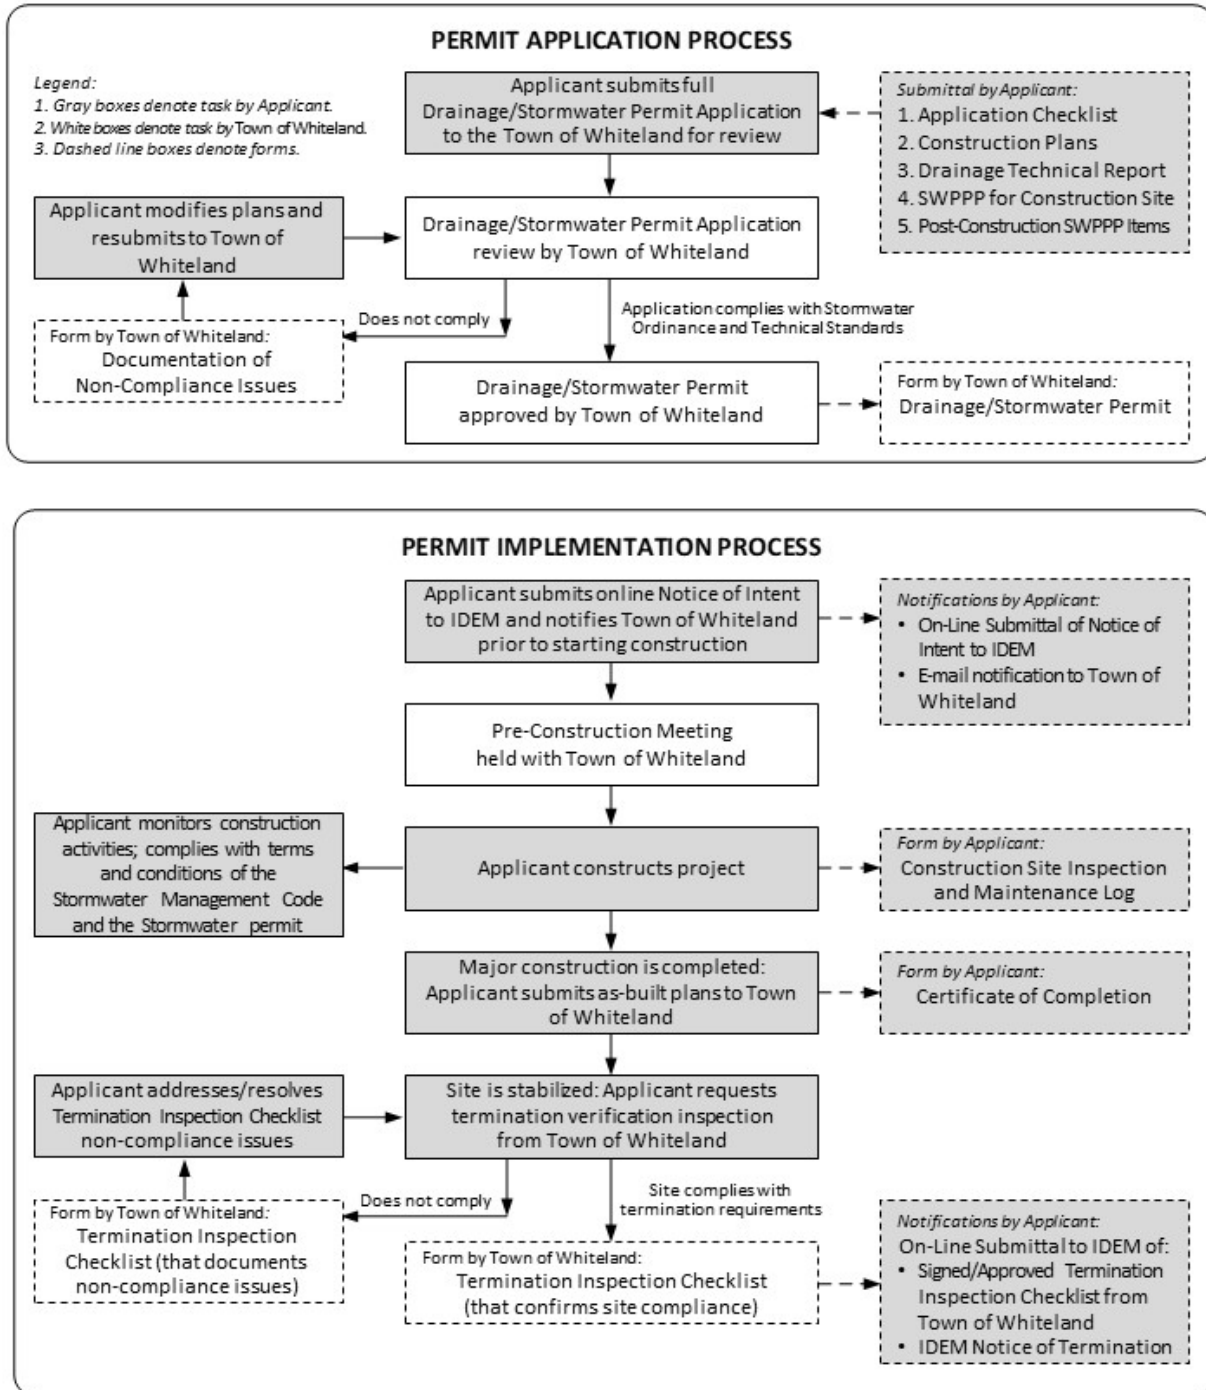 PERMIT APPLICATION PROCESS
Legend:
1. Gray boxes denote task by Applicant.
2. White boxes denote task by Town of Whiteland.
3. Dashed line boxes denote forms.
Applicant submits full
Drainage/Stormwater Permit Application
to the Town of Whiteland for review
Submittal by Applicant:
1. Application Checklist
2. Construction Plans
3. Drainage Technical Report
4. SWPPP for Construction Site
5. Post-Construction SWPPP Items
Applicant modifies plans and
resubmits to Town of
Whiteland
Drainage/Stormwater Permit Application
review by Town of Whiteland
Does not comply
Application complies with Stormwater
Ordinance and Technical Standards
Form by Town of Whiteland:
Documentation of
Non-Compliance Issues
Drainage/Stormwater Permit
approved by Town of Whiteland
Form by Town of Whiteland:
Drainage/Stormwater Permit
PERMIT IMPLEMENTATION PROCESS
Applicant submits online Notice of Intent
to IDEM and notifies Town of Whiteland
prior to starting construction
Notifications by Applicant:
• On-Line Submittal of Notice of
Intent to IDEM
• E-mail notification to Town of
Whiteland
Pre-Construction Meeting
held with Town of Whiteland
Applicant monitors construction
activities; complies with terms
and conditions of the
Stormwater Management Code
and the Stormwater permit
Applicant constructs project
Form by Applicant:
Construction Site Inspection
and Maintenance Log
Major construction is completed:
Applicant submits as-built plans to Town
of Whiteland
Form by Applicant:
Certificate of Completion
Applicant addresses/resolves
Termination Inspection Checklist
non-compliance issues
Site is stabilized: Applicant requests
termination verification inspection
from Town of Whiteland
Does not comply
Site complies with
termination requirements
Form by Town of Whiteland:
Termination Inspection
Checklist (that documents
non-compliance issues)
Form by Town of Whiteland:
Termination Inspection Checklist
(that confirms site compliance)
Notifications by Applicant:
On-Line Submittal to IDEM of:
• Signed/Approved Termination
Inspection Checklist from
Town of Whiteland
• IDEM Notice of Termination